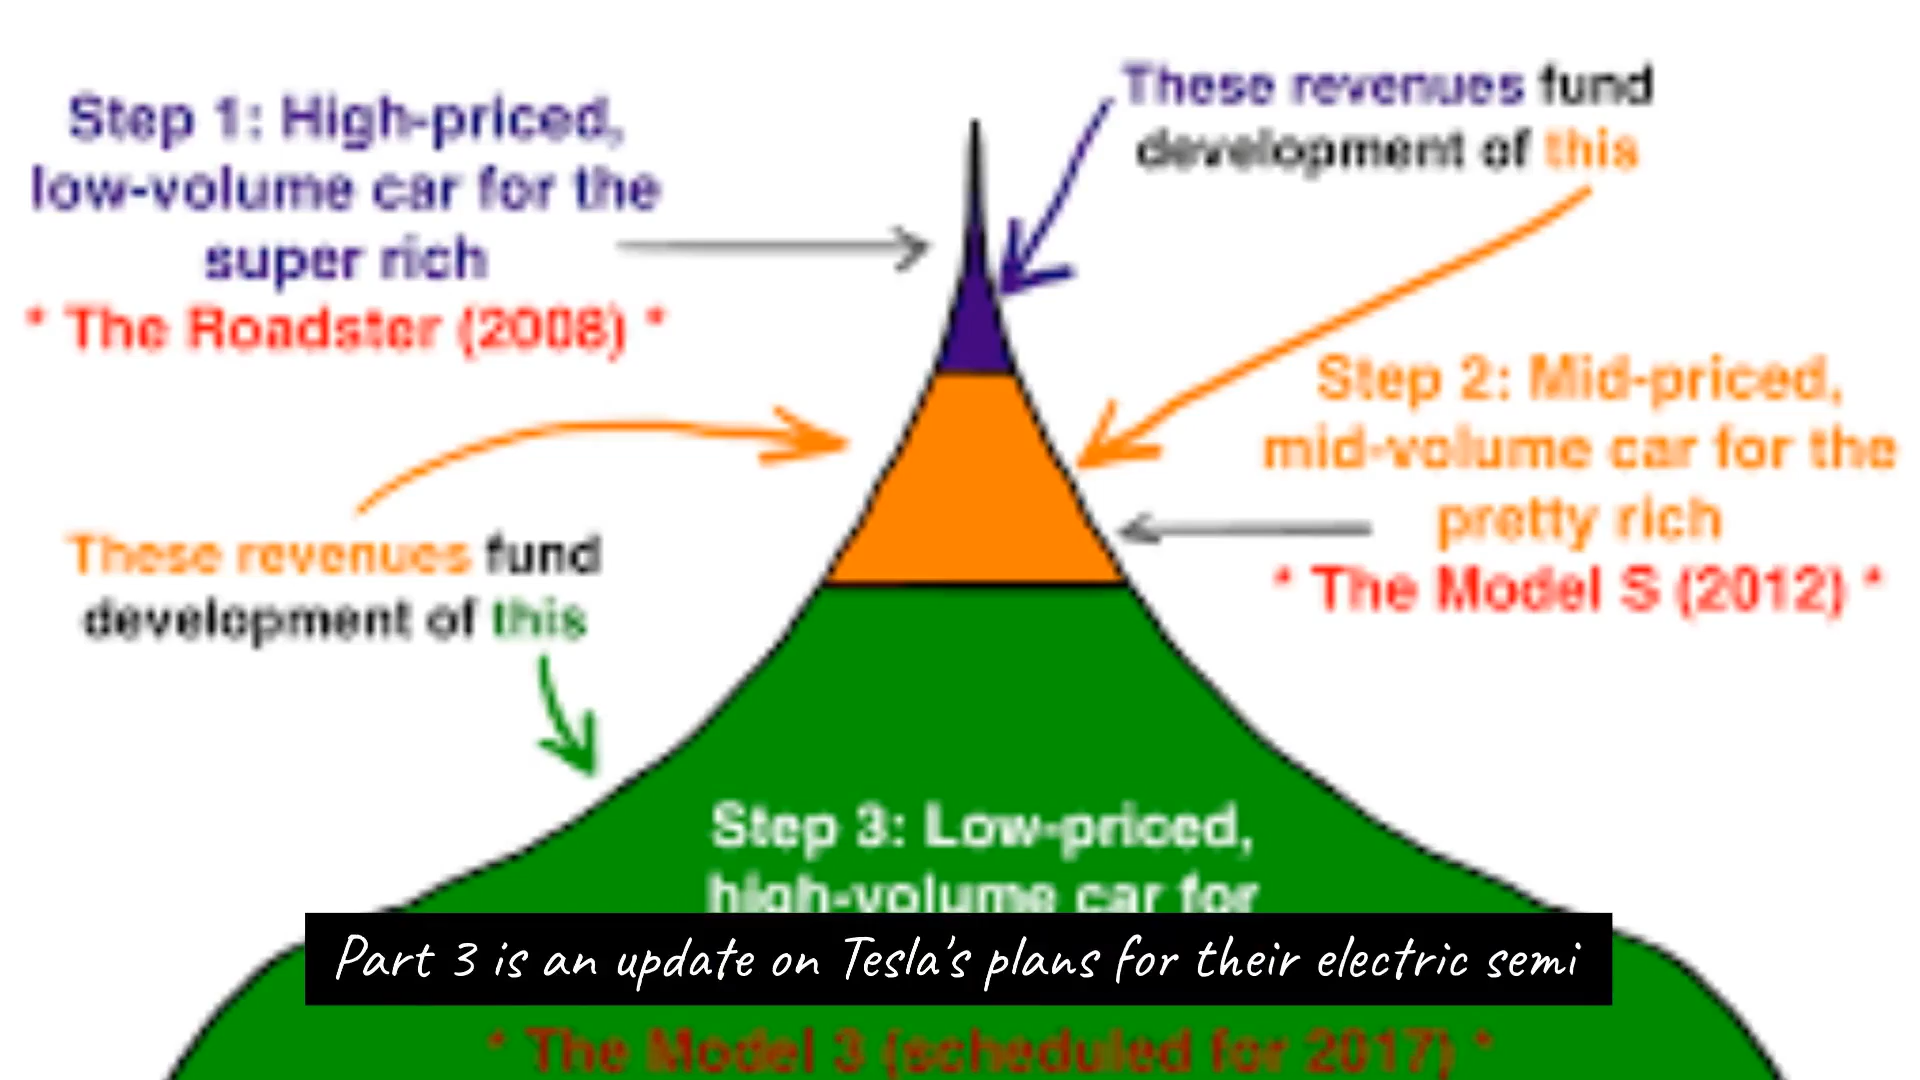 Step 1: High-priced,
low-volume car for the
super rich
* The Roadster (2008) *
These revenues fund
development of this
Step 2: Mid-priced,
mid-volume car for the
pretty rich
* The Model S (2012) *
These revenues fund
development of this
Step 3: Low-priced,
high-volume car for
Part 3 is an update on Tesla's plans for their electric semi
* The Model 3 (scheduled for 2017) *